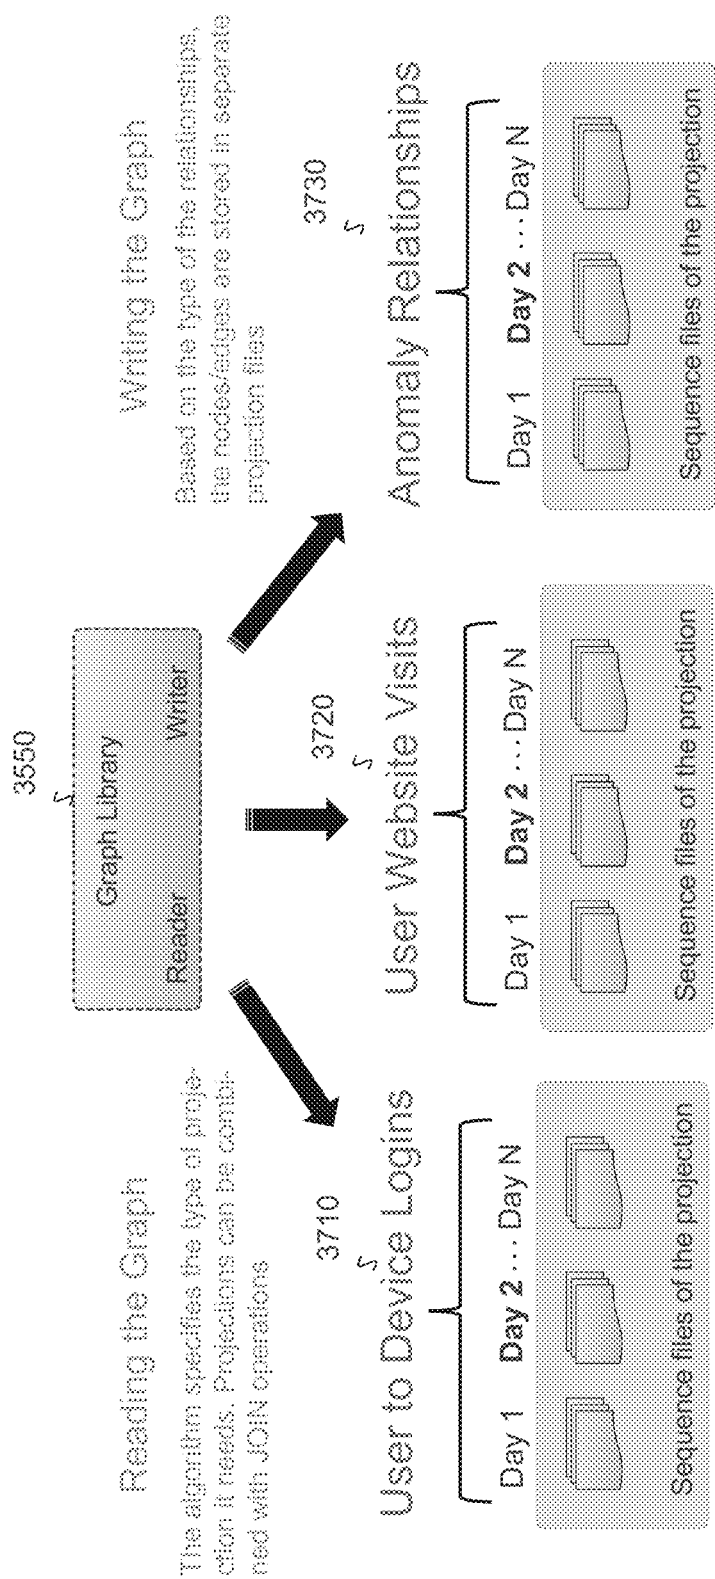 3550
Graph Library
Reader
Writer
Reading the Graph
The algorithm specifies the type of proje-
ction it needs. Projections can be combi-
ned with JOIN operations
Writing the Graph
Based on the type of the relationships,
the nodes/edges are stored in separate
projection files
3710
User to Device Logins
Day 1 Day 2 ... Day N
Sequence files of the projection
3720
User Website Visits
Day 1 Day 2 ... Day N
Sequence files of the projection
3730
Anomaly Relationships
Day 1 Day 2 ... Day N
Sequence files of the projection